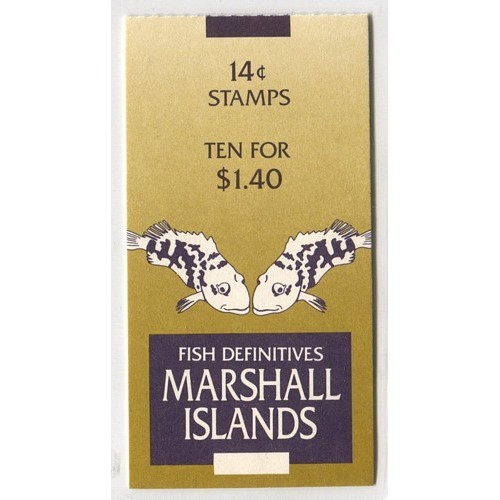 14¢
STAMPS
TEN FOR
$1.40
FISH DEFINITIVES
MARSHALL
ISLANDS